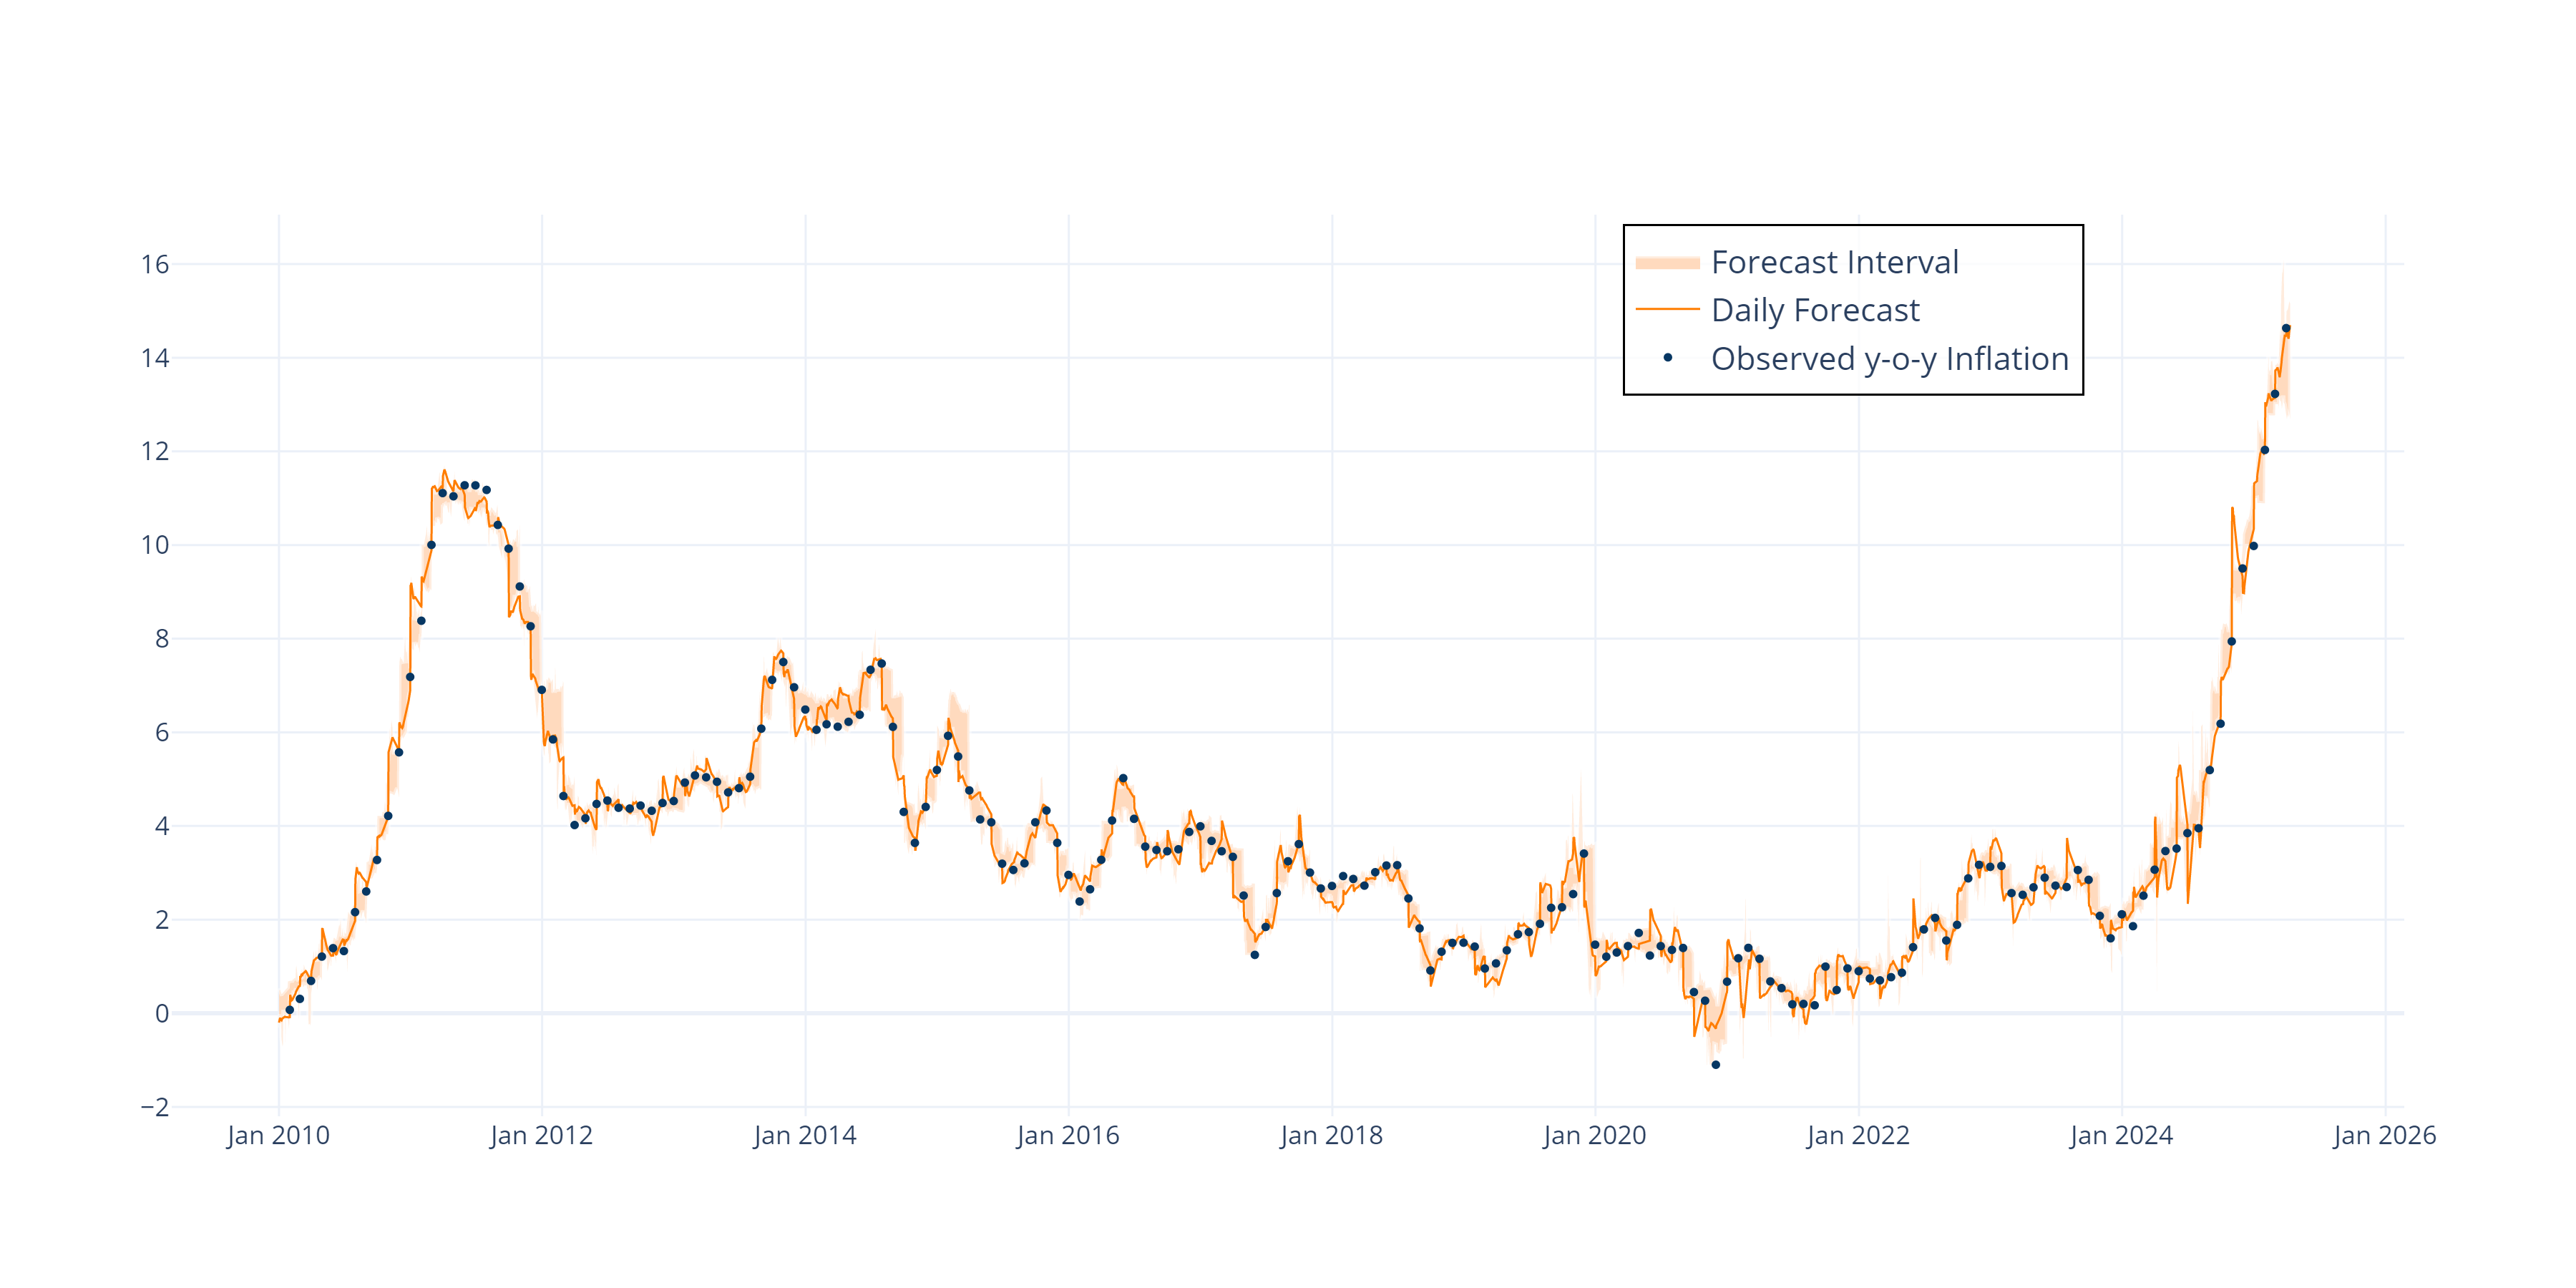 Forecast Interval
Daily Forecast
Observed y-o-y Inflation
16
14
12
10
8
6
4
2
0
−2
Jan 2010 Jan 2012 Jan 2014 Jan 2016 Jan 2018 Jan 2020 Jan 2022 Jan 2024 Jan 2026